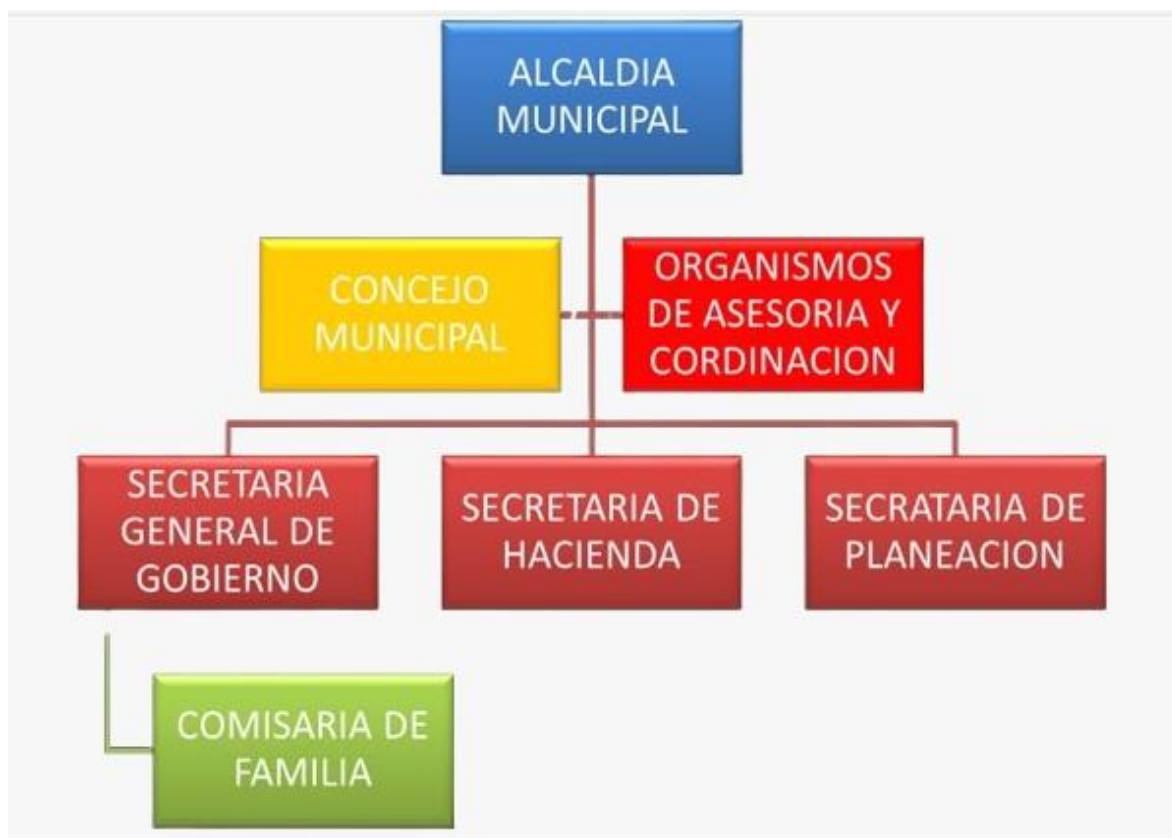 ALCALDIA
MUNICIPAL
CONCEJO
MUNICIPAL
ORGANISMOS
DE ASESORIA Y
CORDINACION
SECRETARIA
GENERAL DE
GOBIERNO
SECRETARIA DE
HACIENDA
SECRATARIA DE
PLANEACION
COMISARIA DE
FAMILIA